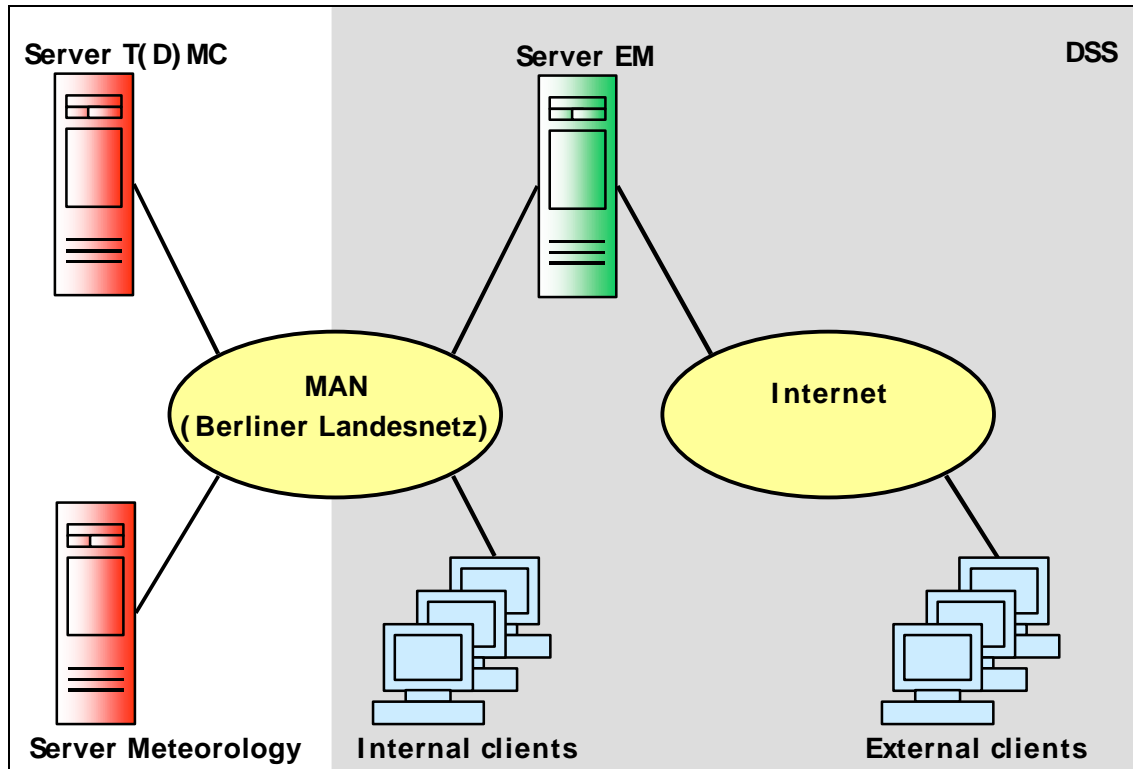 Server T(D)MC
Server EM
DSS
MAN
(Berliner Landesnetz)
Internet
Server Meteorology
Internal clients
External clients